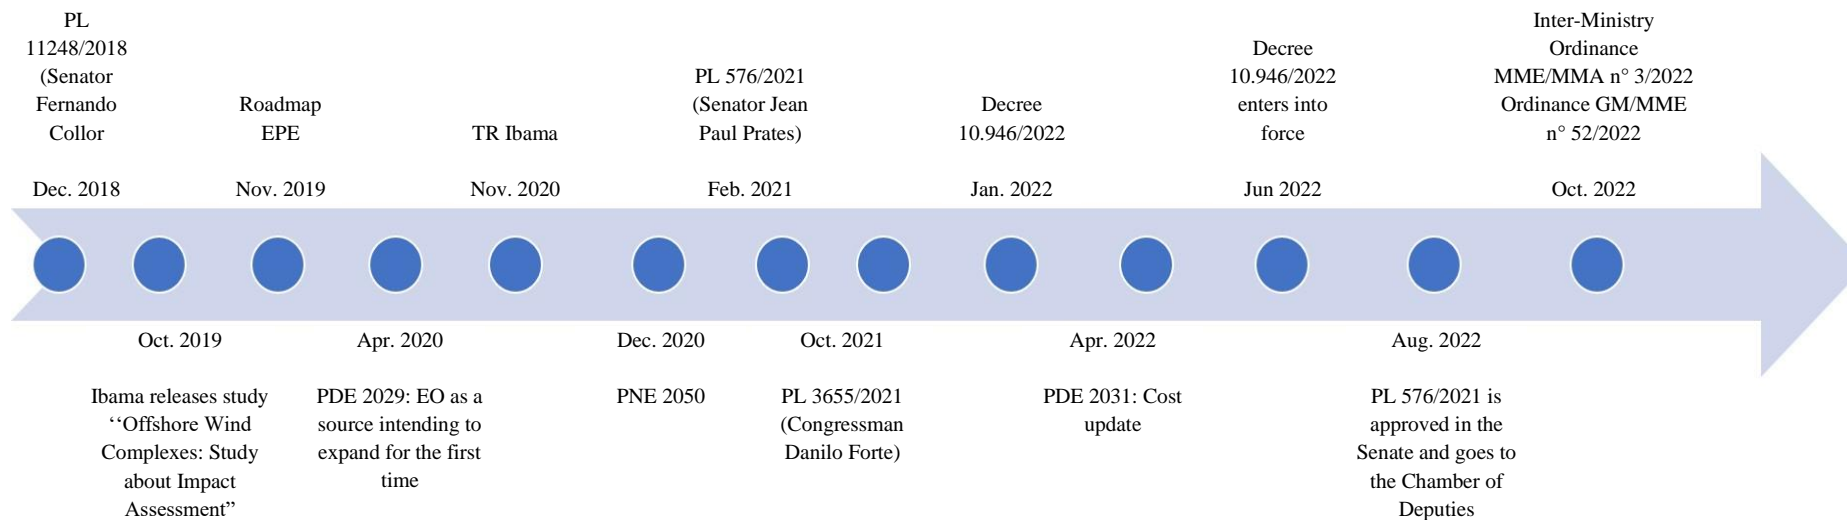 PL
11248/2018
(Senator
Fernando
Collor
Dec. 2018
Roadmap
EPE
Nov. 2019
TR Ibama
Nov. 2020
PL 576/2021
(Senator Jean
Paul Prates)
Feb. 2021
Decree
10.946/2022
Jan. 2022
Decree
10.946/2022
enters into
force
Jun 2022
Inter-Ministry
Ordinance
MME/MMA n° 3/2022
Ordinance GM/MME
n° 52/2022
Oct. 2022
Oct. 2019
Ibama releases study
‘‘Offshore Wind
Complexes: Study
about Impact
Assessment”
Apr. 2020
PDE 2029: EO as a
source intending to
expand for the first
time
Dec. 2020
PNE 2050
Oct. 2021
PL 3655/2021
(Congressman
Danilo Forte)
Apr. 2022
PDE 2031: Cost
update
Aug. 2022
PL 576/2021 is
approved in the
Senate and goes to
the Chamber of
Deputies